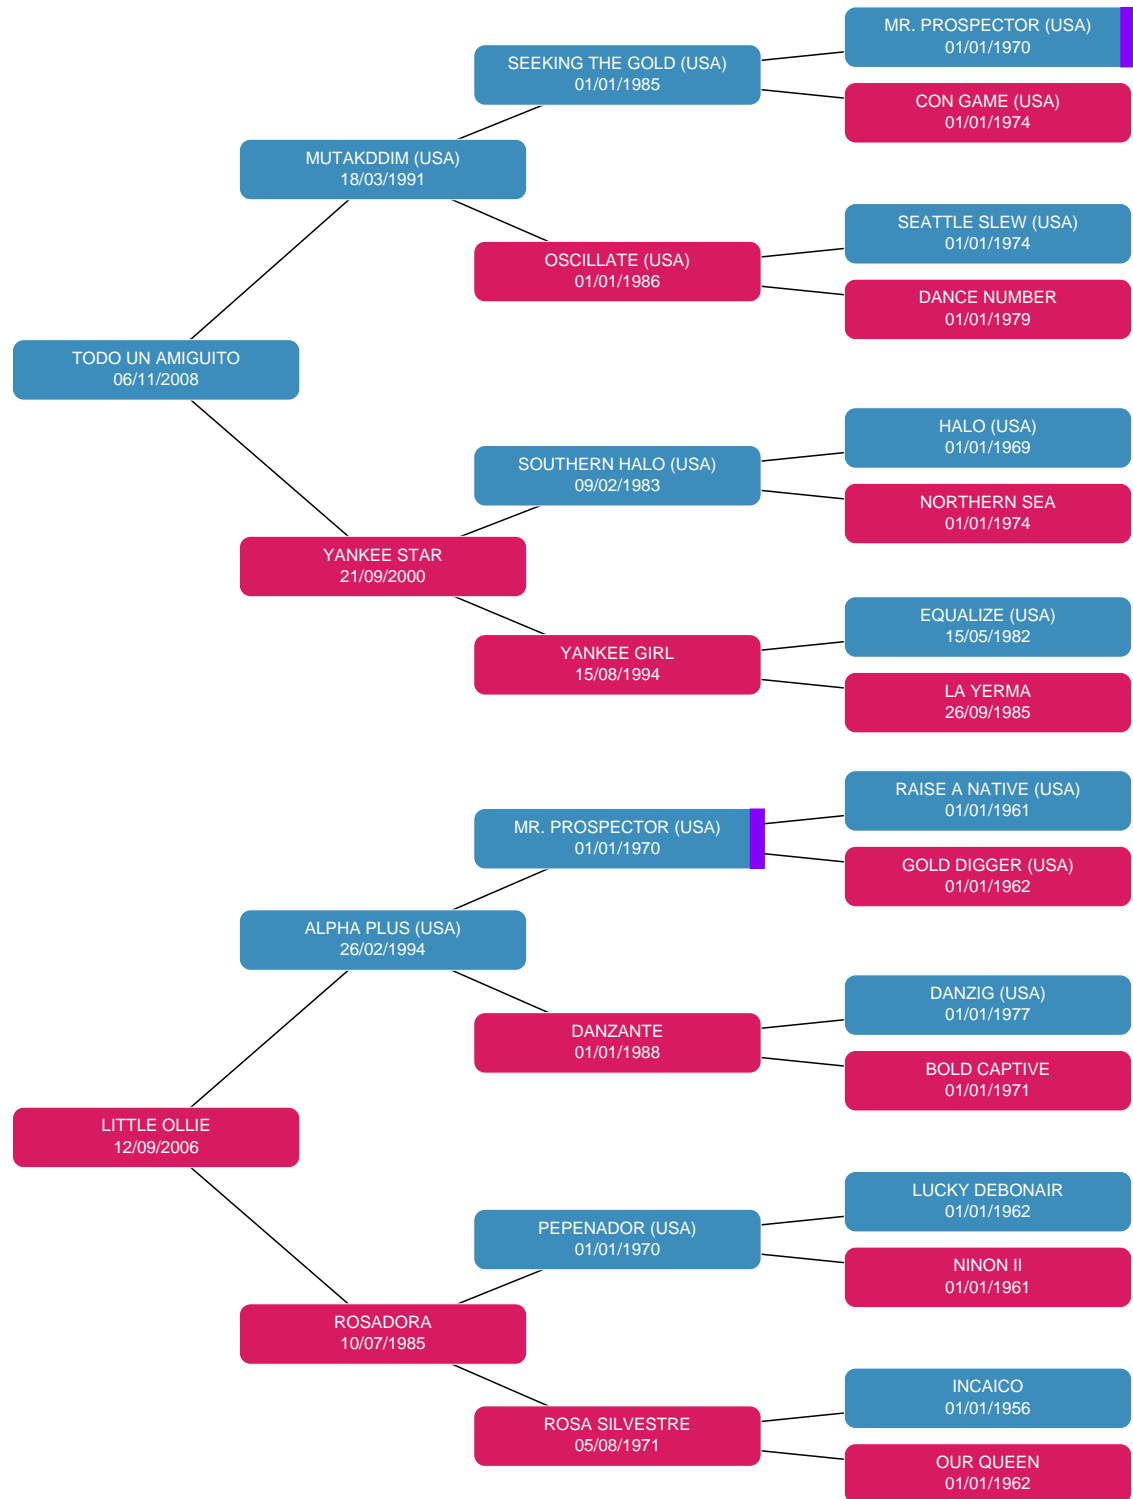 MR. PROSPECTOR (USA)
01/01/1970
SEEKING THE GOLD (USA)
01/01/1985
CON GAME (USA)
01/01/1974
MUTAKDDIM (USA)
18/03/1991
SEATTLE SLEW (USA)
01/01/1974
OSCILLATE (USA)
01/01/1986
DANCE NUMBER
01/01/1979
TODO UN AMIGUITO
06/11/2008
HALO (USA)
01/01/1969
SOUTHERN HALO (USA)
09/02/1983
NORTHERN SEA
01/01/1974
YANKEE STAR
21/09/2000
EQUALIZE (USA)
15/05/1982
YANKEE GIRL
15/08/1994
LA YERMA
26/09/1985
RAISE A NATIVE (USA)
01/01/1961
MR. PROSPECTOR (USA)
01/01/1970
GOLD DIGGER (USA)
01/01/1962
ALPHA PLUS (USA)
26/02/1994
DANZIG (USA)
01/01/1977
DANZANTE
01/01/1988
BOLD CAPTIVE
01/01/1971
LITTLE OLLIE
12/09/2006
LUCKY DEBONAIR
01/01/1962
PEPENADOR (USA)
01/01/1970
NINON II
01/01/1961
ROSADORA
10/07/1985
INCAICO
01/01/1956
ROSA SILVESTRE
05/08/1971
OUR QUEEN
01/01/1962